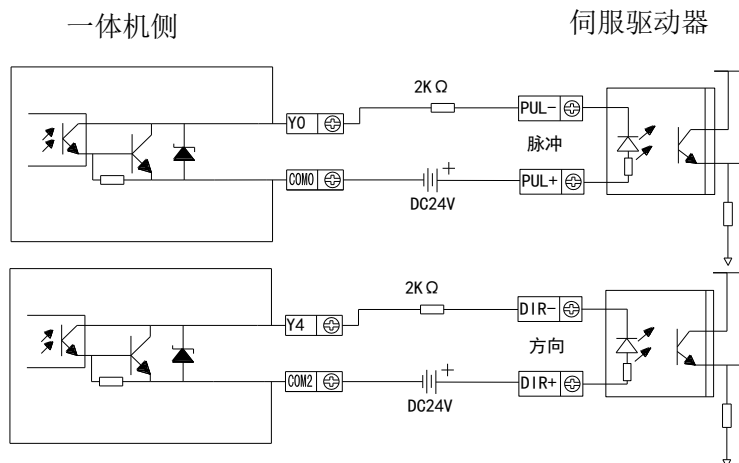 一体机侧
伺服驱动器
2KΩ
Y0
PUL-
脉冲
COM0
PUL+
DC24V
2KΩ
Y4
DIR-
方向
COM2
DIR+
DC24V